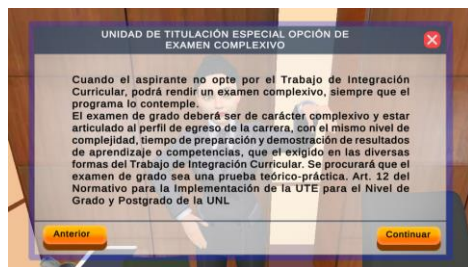 UNIDAD DE TITULACIÓN ESPECIAL OPCIÓN DE
EXAMEN COMPLEXIVO
Cuando el aspirante no opte por el Trabajo de Integración
Curricular, podrá rendir un examen complexivo, siempre que el
programa lo contemple.
El examen de grado deberá ser de carácter complexivo y estar
articulado al perfil de egreso de la carrera, con el mismo nivel de
complejidad, tiempo de preparación y demostración de resultados
de aprendizaje o competencias, que el exigido en las diversas
formas del Trabajo de Integración Curricular. Se procurará que el
examen de grado sea una prueba teórico-práctica. Art. 12 del
Normativo para la Implementación de la UTE para el Nivel de
Grado y Postgrado de la UNL
Anterior
Continuar